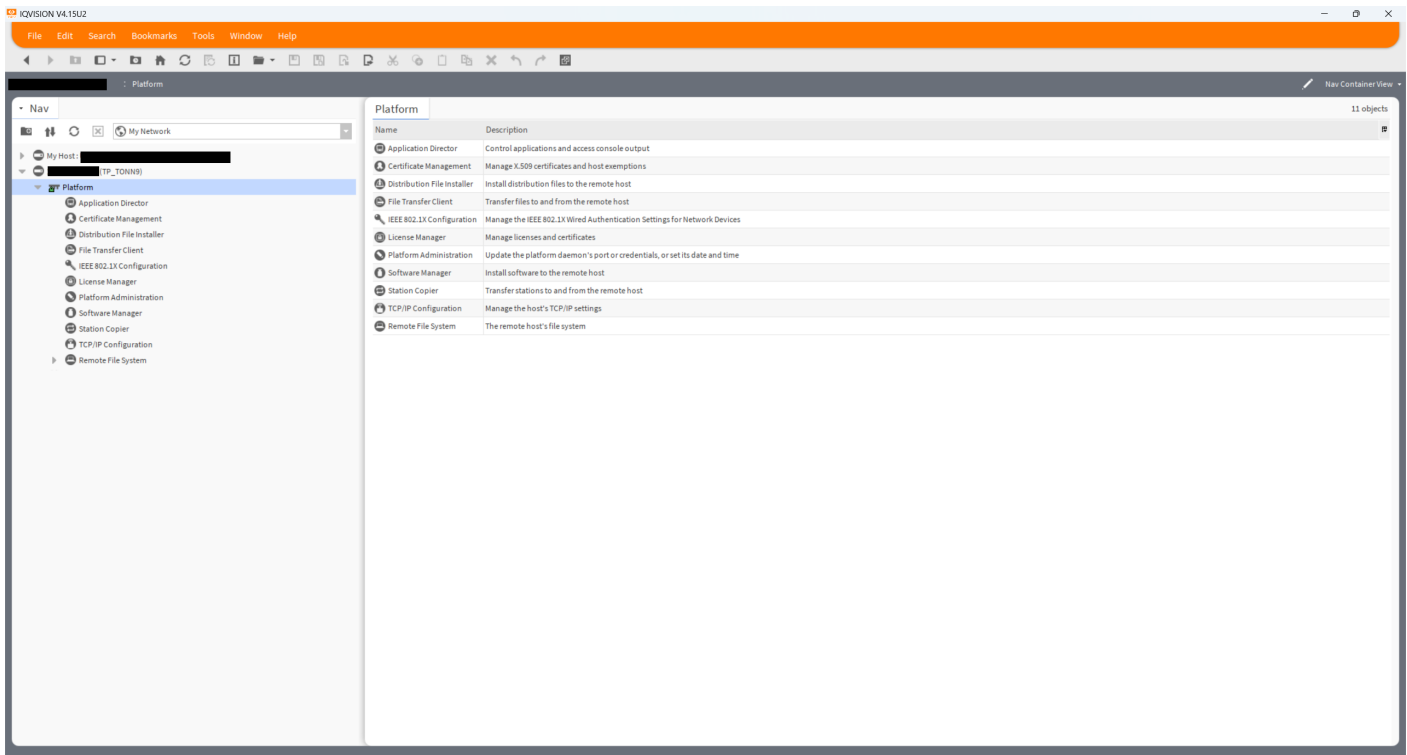 IQVISION V4.15U2
File Edit Search Bookmarks Tools Window Help
: Platform
Nav Container View
Nav
My Network
My Host :
(TP_TONN9)
Platform
Application Director
Certificate Management
Distribution File Installer
File Transfer Client
IEEE 802.1X Configuration
License Manager
Platform Administration
Software Manager
Station Copier
TCP/IP Configuration
Remote File System
Platform 11 objects
Name Description
Application Director Control applications and access console output
Certificate Management Manage X.509 certificates and host exemptions
Distribution File Installer Install distribution files to the remote host
File Transfer Client Transfer files to and from the remote host
IEEE 802.1X Configuration Manage the IEEE 802.1X Wired Authentication Settings for Network Devices
License Manager Manage licenses and certificates
Platform Administration Update the platform daemon's port or credentials, or set its date and time
Software Manager Install software to the remote host
Station Copier Transfer stations to and from the remote host
TCP/IP Configuration Manage the host's TCP/IP settings
Remote File System The remote host's file system